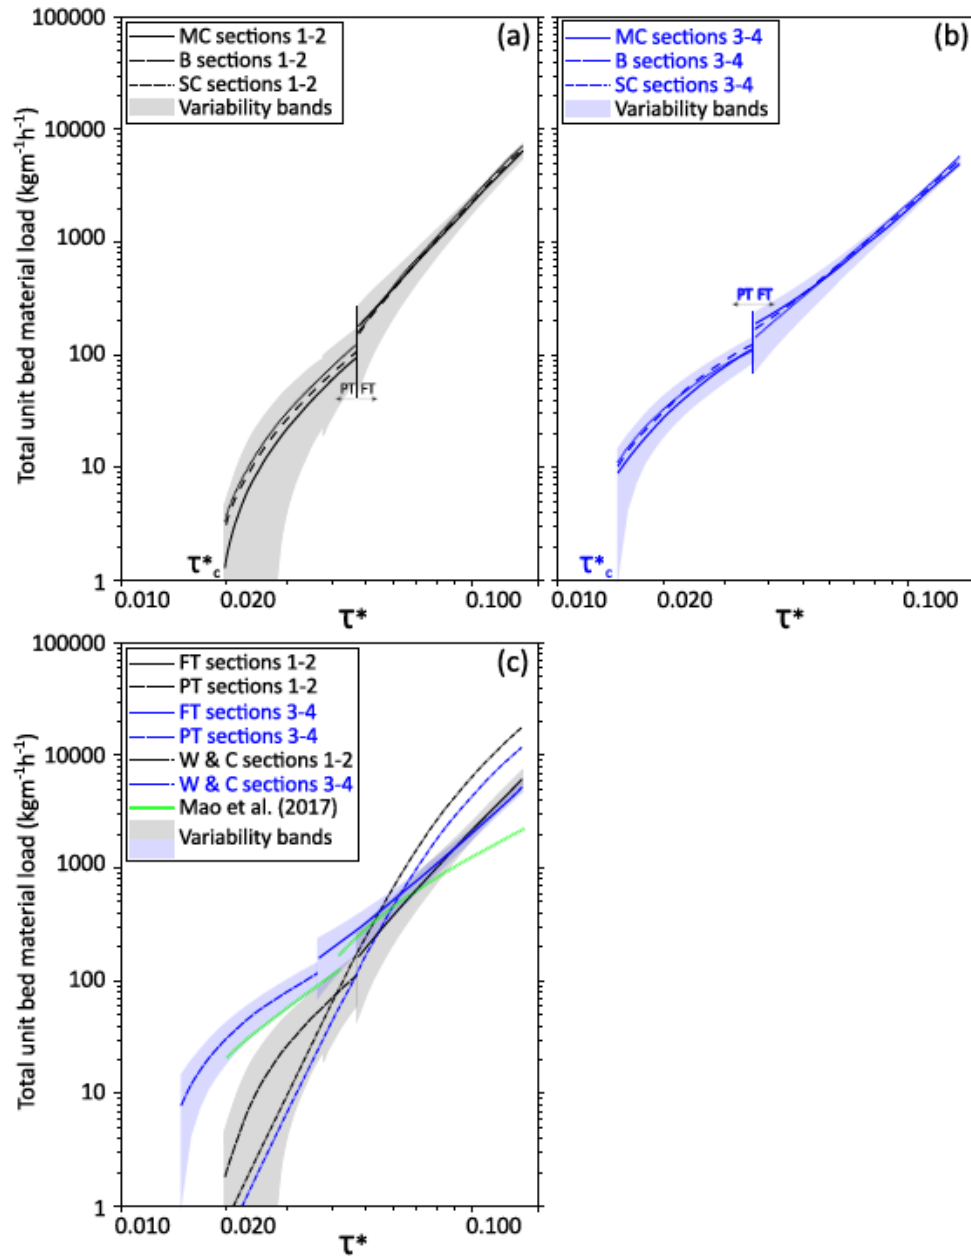 100000
MC sections 1-2
B sections 1-2
SC sections 1-2
Variability bands
(a)
MC sections 3-4
B sections 3-4
SC sections 3-4
Variability bands
(b)
10000
1000
100
10
1
Total unit bed material load (kgm⁻¹h⁻¹)
PT FT
PT FT
τ*c
τ*c
0.010
0.020
0.100
0.010
0.020
0.100
τ*
τ*
100000
FT sections 1-2
PT sections 1-2
FT sections 3-4
PT sections 3-4
W & C sections 1-2
W & C sections 3-4
Mao et al. (2017)
Variability bands
(c)
10000
1000
100
10
1
Total unit bed material load (kgm⁻¹h⁻¹)
0.010
0.020
0.100
τ*